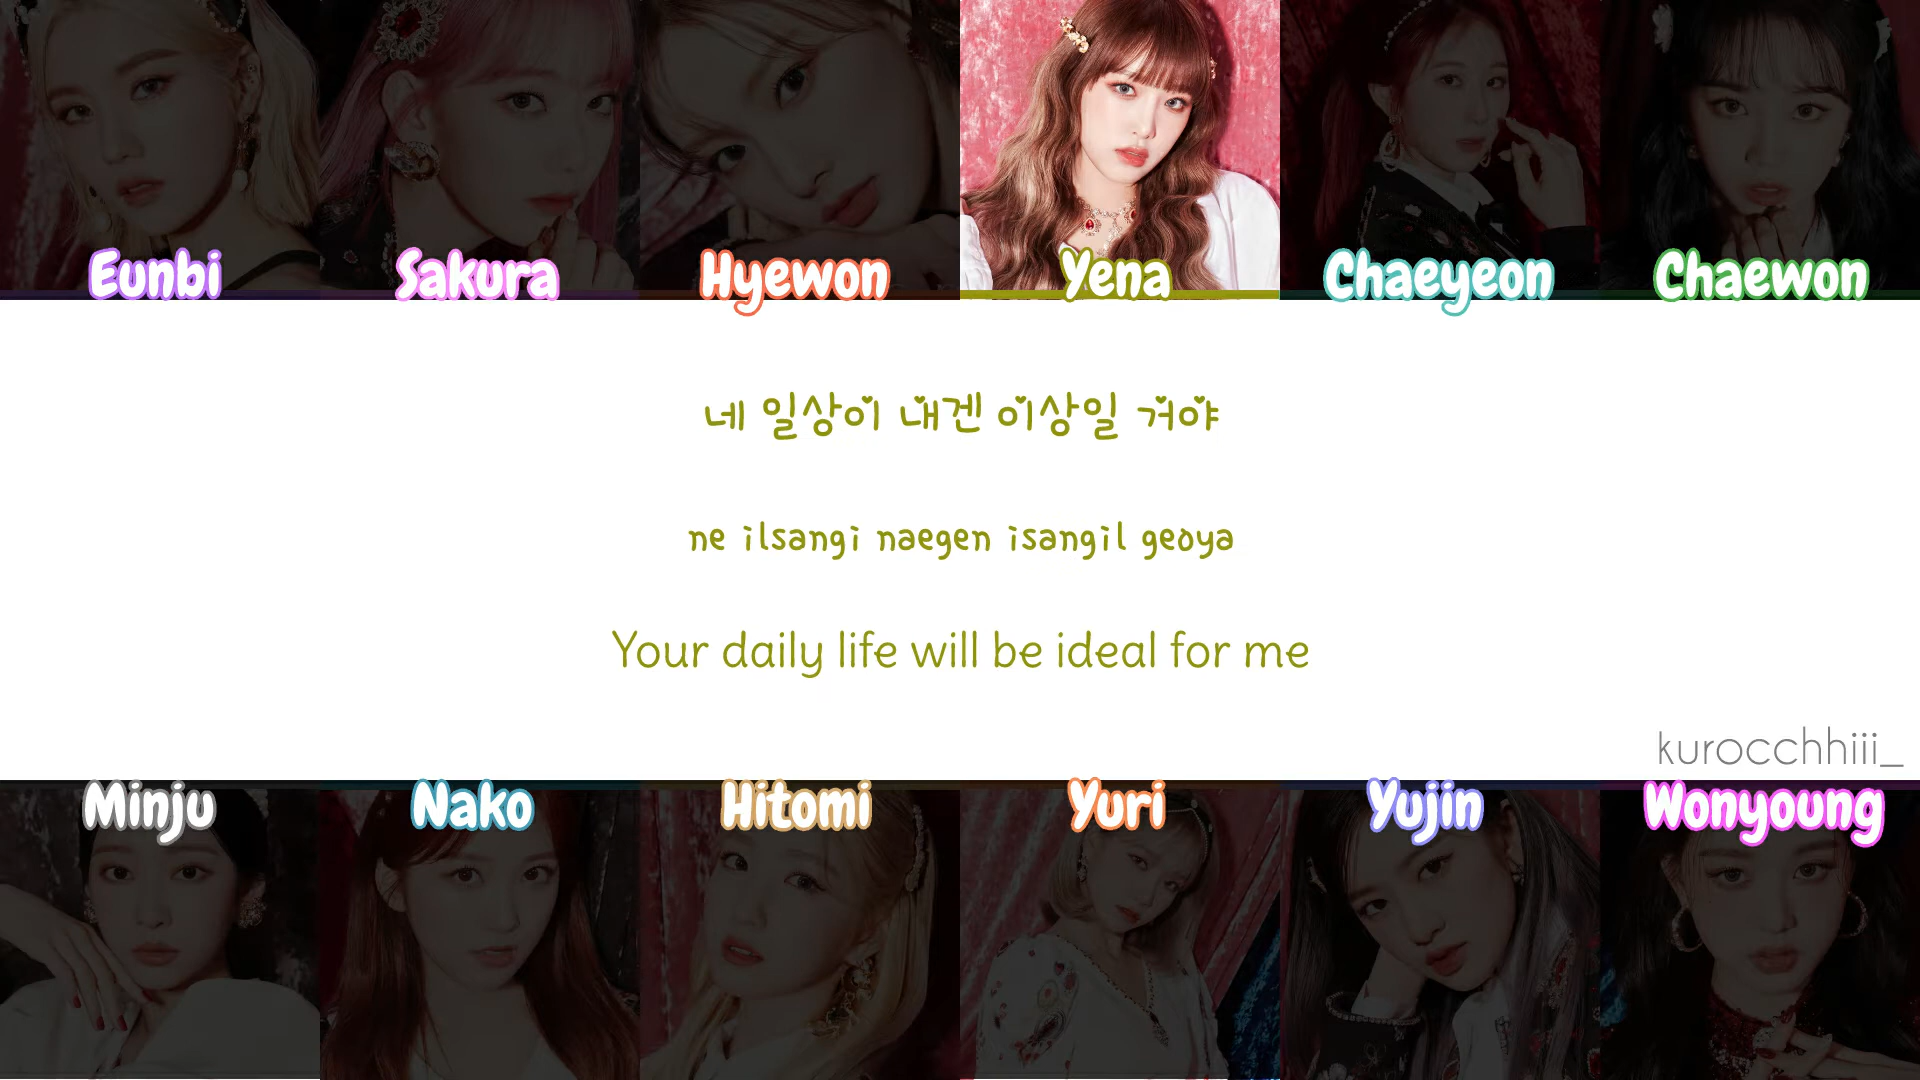 Eunbi
Sakura
Hyewon
Yena
Chaeyeon
Chaewon
네 일상이 내겐 이상일 거야
ne ilsangi naegen isangil geoya
Your daily life will be ideal for me
kurocchhiii_
Minju
Nako
Hitomi
Yuri
Yujin
Wonyoung